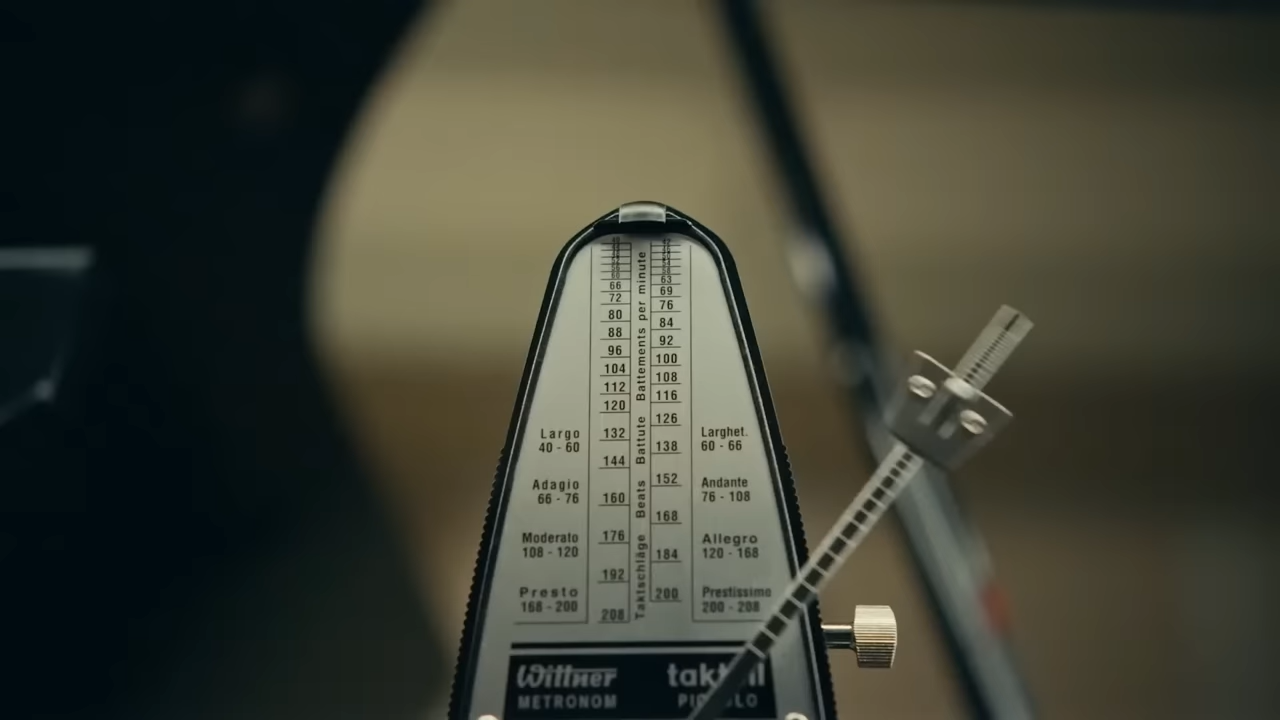 66
72
80
88
96
104
112
120
132
144
160
176
192
208
Taktschläge Beats Battute Battements per minute
63
69
76
84
92
100
108
116
126
138
152
168
184
200
Largo
40 - 60
Adagio
66 - 76
Moderato
108 - 120
Presto
168 - 200
Larghet.
60 - 66
Andante
76 - 108
Allegro
120 - 168
Prestissimo
200 - 208
Wittner
METRONOM